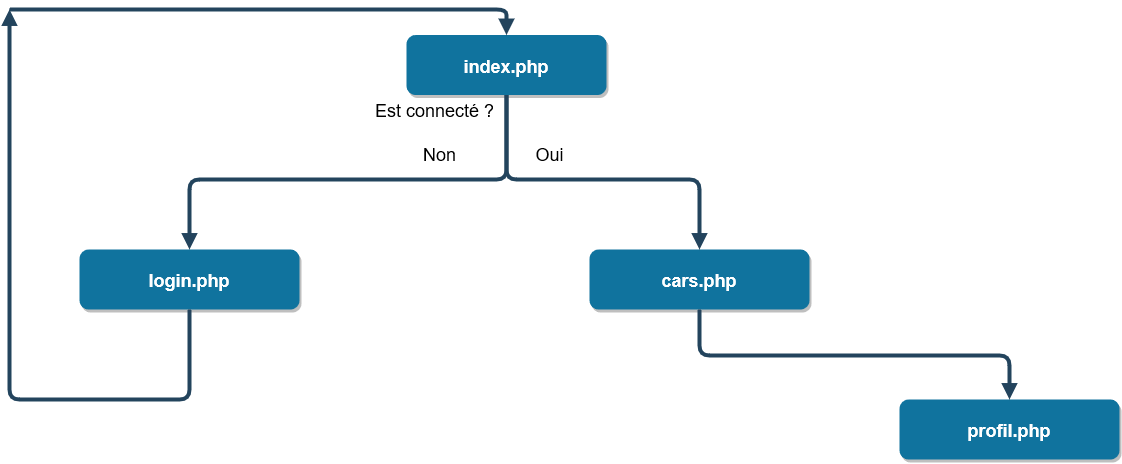 index.php
Est connecté ?
Non
Oui
login.php
cars.php
profil.php